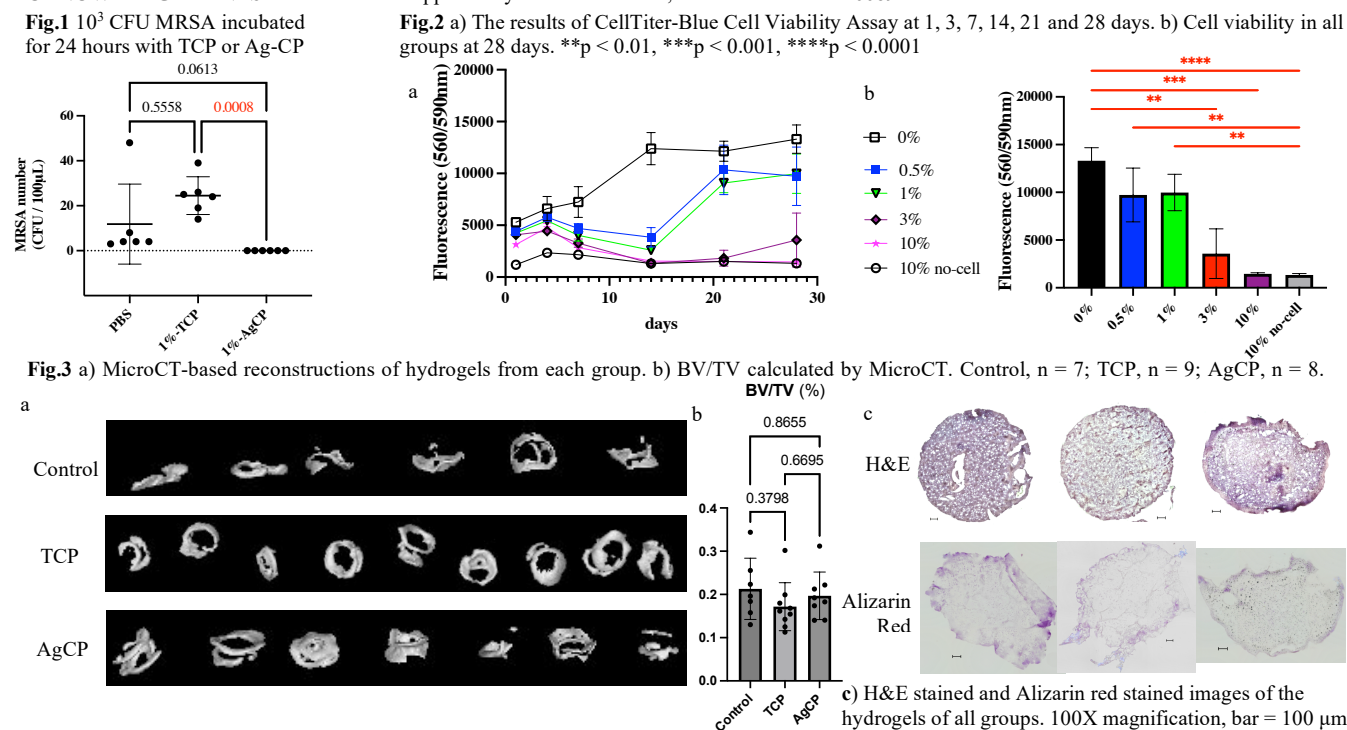 Fig.1 10³ CFU MRSA incubated
for 24 hours with TCP or Ag-CP
0.0613
0.5558
0.0008
60
40
20
0
MRSA number
(CFU / 100µL)
PBS
1%-TCP
1%-AgCP
Fig.2 a) The results of CellTiter-Blue Cell Viability Assay at 1, 3, 7, 14, 21 and 28 days. b) Cell viability in all
groups at 28 days. **p < 0.01, ***p < 0.001, ****p < 0.0001
a
Fluorescence (560/590nm)
20000
15000
10000
5000
0
0
10
20
30
days
0%
0.5%
1%
3%
10%
10% no-cell
b
****
***
**
**
**
Fluorescence (560/590nm)
20000
15000
10000
5000
0
0%
0.5%
1%
3%
10%
10% no-cell
Fig.3 a) MicroCT-based reconstructions of hydrogels from each group. b) BV/TV calculated by MicroCT. Control, n = 7; TCP, n = 9; AgCP, n = 8.
a
Control
TCP
AgCP
b
BV/TV (%)
0.8655
0.6695
0.3798
0.4
0.3
0.2
0.1
0.0
Control
TCP
AgCP
c
H&E
Alizarin
Red
c) H&E stained and Alizarin red stained images of the
hydrogels of all groups. 100X magnification, bar = 100 µm